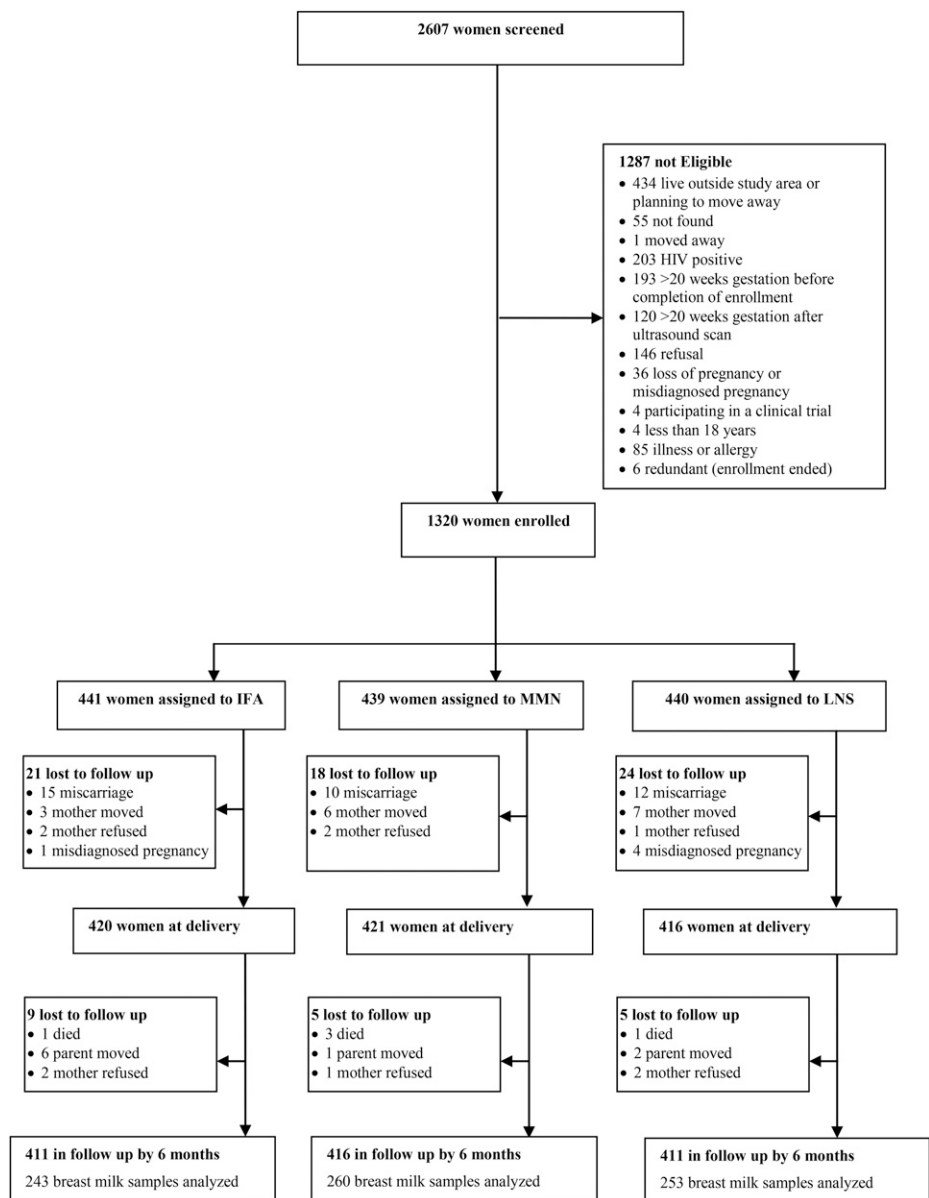 2607 women screened
1287 not Eligible
• 434 live outside study area or
planning to move away
• 55 not found
• 1 moved away
• 203 HIV positive
• 193 >20 weeks gestation before
completion of enrollment
• 120 >20 weeks gestation after
ultrasound scan
• 146 refusal
• 36 loss of pregnancy or
misdiagnosed pregnancy
• 4 participating in a clinical trial
• 4 less than 18 years
• 85 illness or allergy
• 6 redundant (enrollment ended)
1320 women enrolled
441 women assigned to IFA
439 women assigned to MMN
440 women assigned to LNS
21 lost to follow up
• 15 miscarriage
• 3 mother moved
• 2 mother refused
• 1 misdiagnosed pregnancy
18 lost to follow up
• 10 miscarriage
• 6 mother moved
• 2 mother refused
24 lost to follow up
• 12 miscarriage
• 7 mother moved
• 1 mother refused
• 4 misdiagnosed pregnancy
420 women at delivery
421 women at delivery
416 women at delivery
9 lost to follow up
• 1 died
• 6 parent moved
• 2 mother refused
5 lost to follow up
• 3 died
• 1 parent moved
• 1 mother refused
5 lost to follow up
• 1 died
• 2 parent moved
• 2 mother refused
411 in follow up by 6 months
243 breast milk samples analyzed
416 in follow up by 6 months
260 breast milk samples analyzed
411 in follow up by 6 months
253 breast milk samples analyzed